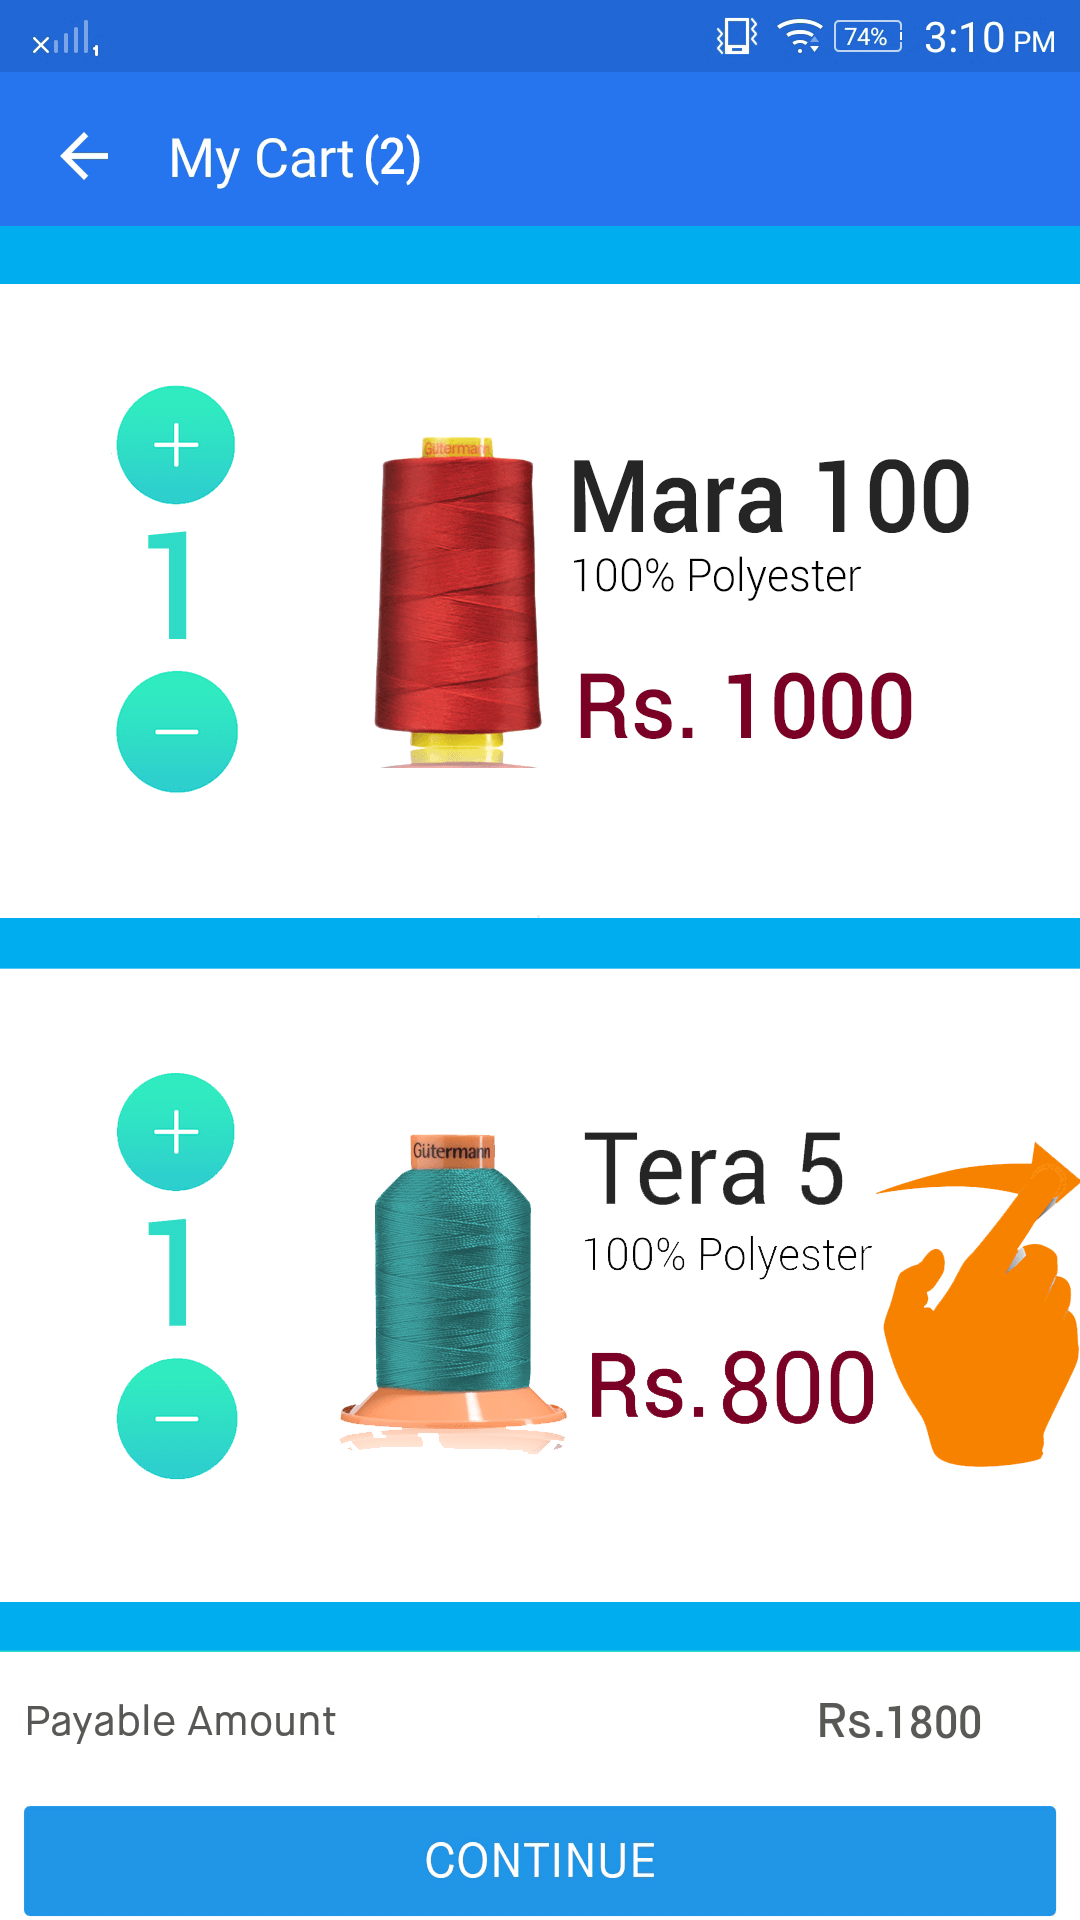 1
74%
3:10 PM
My Cart (2)
Gütermann
Mara 100
100% Polyester
1
Rs. 1000
Gütermann
Tera 5
100% Polyester
1
Rs. 800
Payable Amount
Rs.1800
CONTINUE